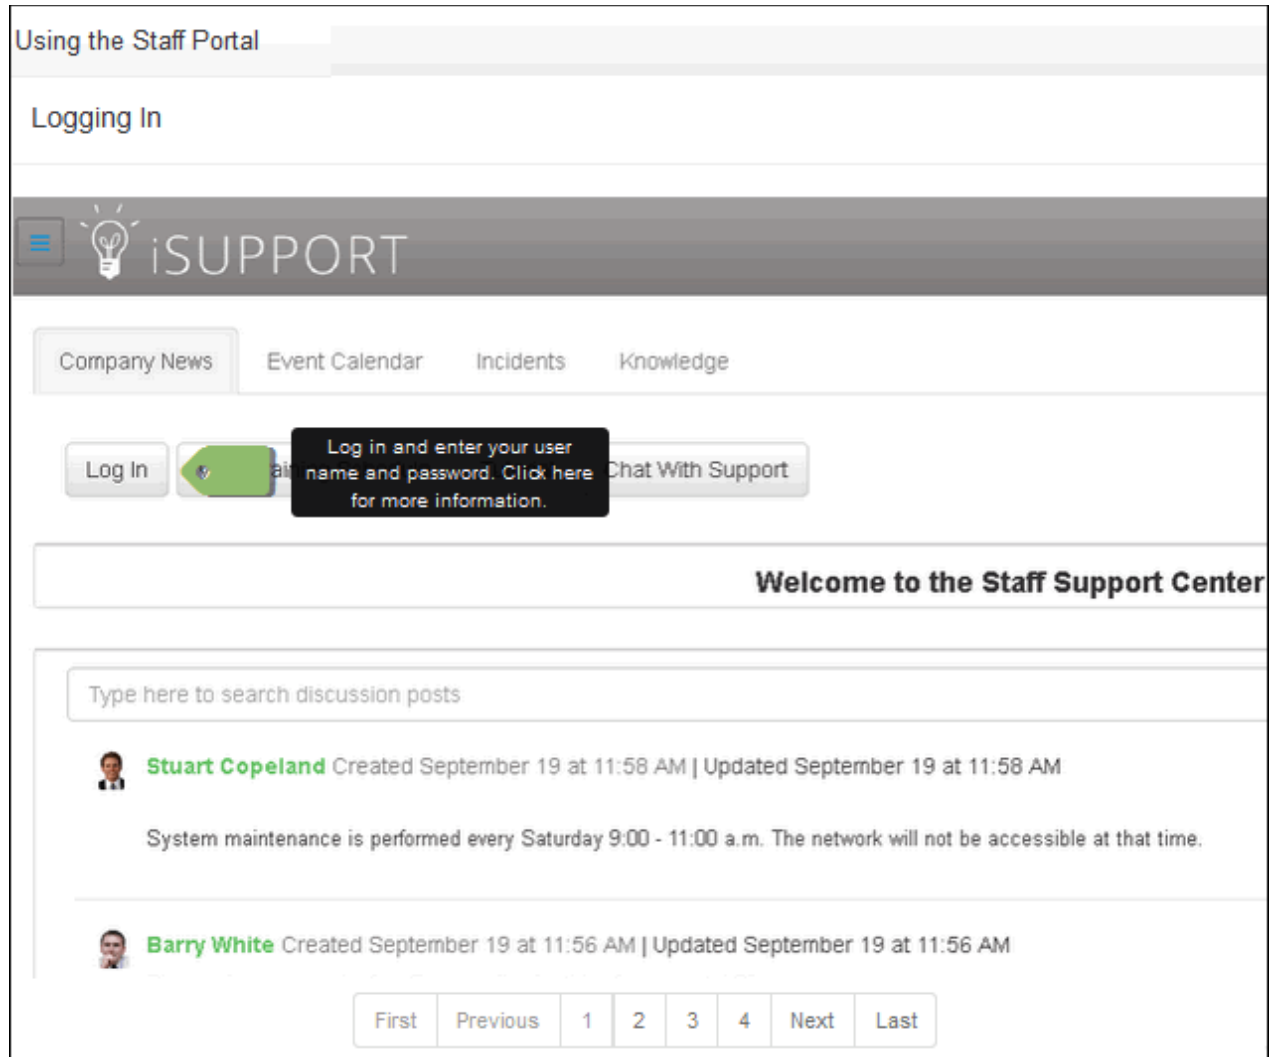 Using the Staff Portal
Logging In
iSUPPORT
Company News Event Calendar Incidents Knowledge
Log In Log in and enter your user name and password. Click here for more information. Chat With Support
Welcome to the Staff Support Center
Type here to search discussion posts
Stuart Copeland Created September 19 at 11:58 AM | Updated September 19 at 11:58 AM
System maintenance is performed every Saturday 9:00 - 11:00 a.m. The network will not be accessible at that time.
Barry White Created September 19 at 11:56 AM | Updated September 19 at 11:56 AM
First Previous 1 2 3 4 Next Last